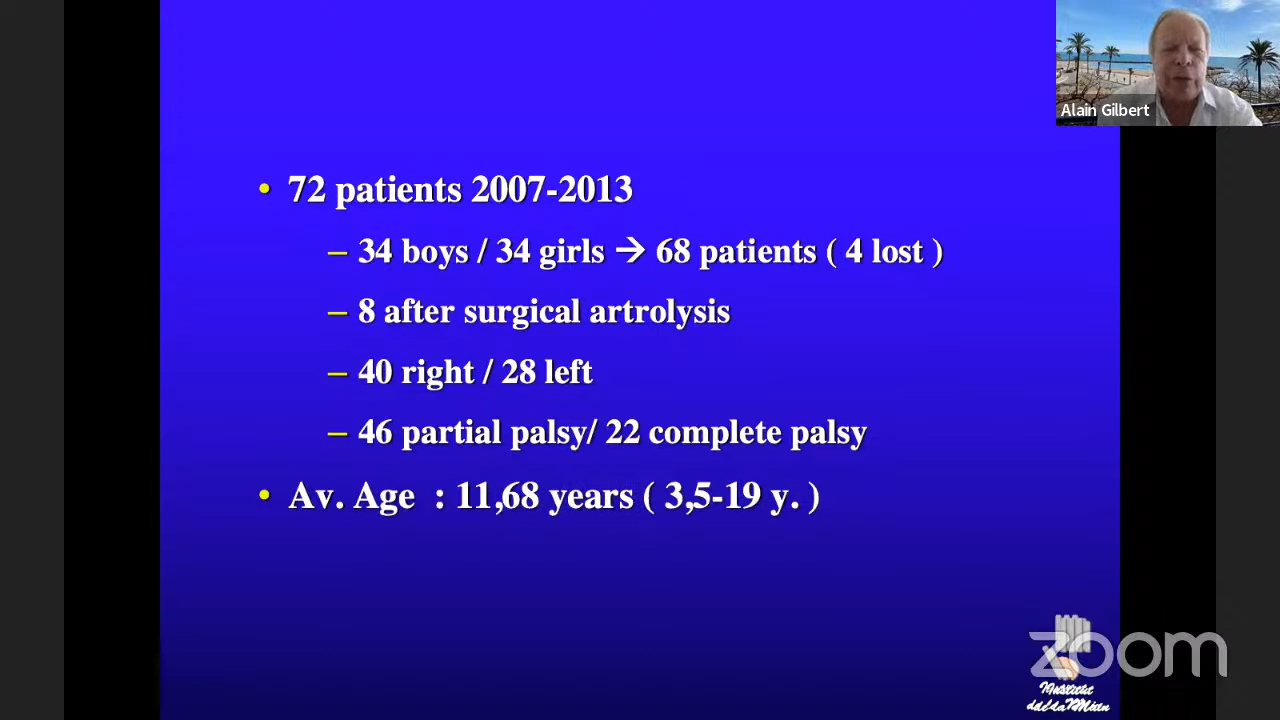 Alain Gilbert
• 72 patients 2007-2013
– 34 boys / 34 girls → 68 patients ( 4 lost )
– 8 after surgical artrolysis
– 40 right / 28 left
– 46 partial palsy/ 22 complete palsy
• Av. Age : 11,68 years ( 3,5-19 y. )
zoom